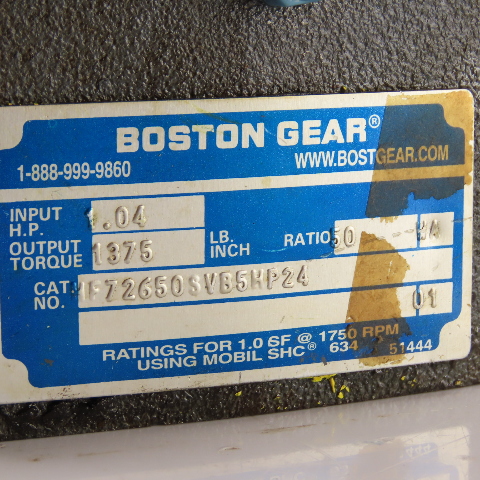 BOSTON GEAR®
1-888-999-9860 WWW.BOSTGEAR.COM
INPUT H.P. 1.04
OUTPUT TORQUE 1375 LB. INCH RATIO 50
CAT. NO. F72650SVB5HP24
01
RATINGS FOR 1.0 SF @ 1750 RPM
USING MOBIL SHC® 634 51444